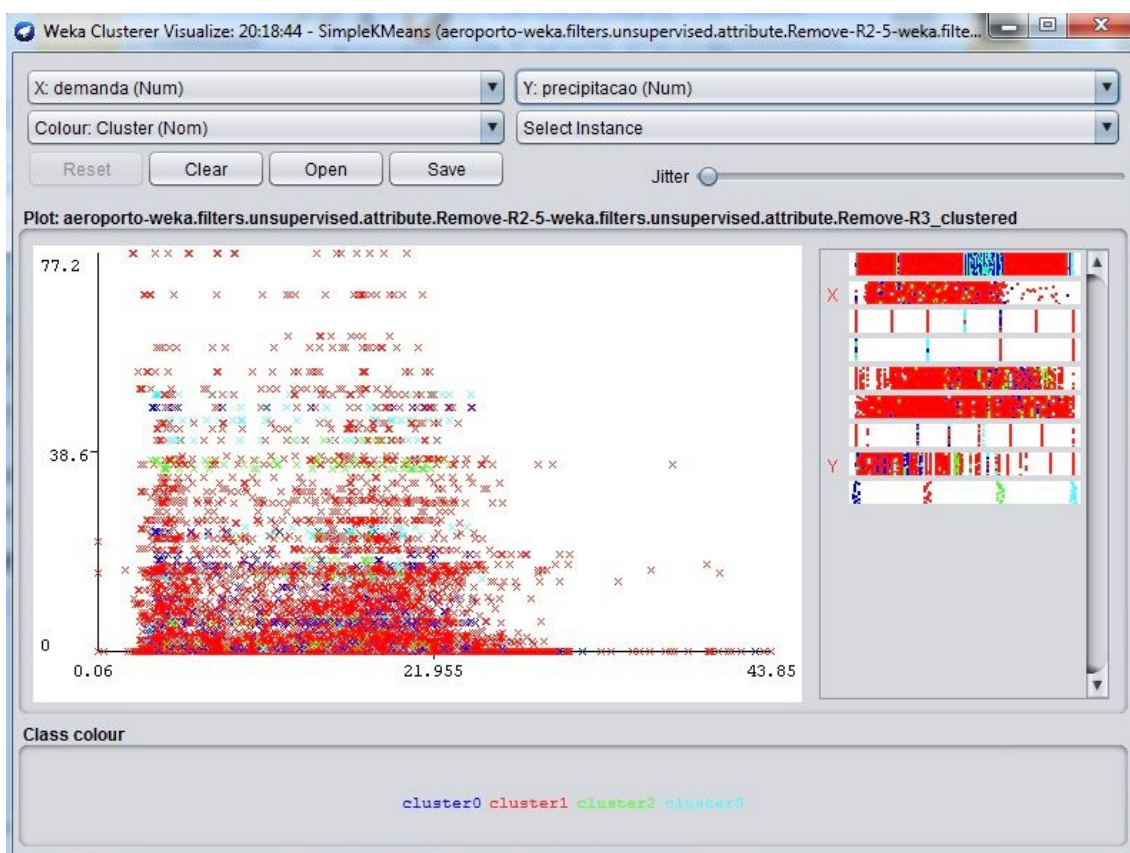 Weka Clusterer Visualize: 20:18:44 - SimpleKMeans (aeroporto-weka.filters.unsupervised.attribute.Remove-R2-5-weka.filte...
X: demanda (Num) Y: precipitacao (Num)
Colour: Cluster (Nom) Select Instance
Reset Clear Open Save Jitter
Plot: aeroporto-weka.filters.unsupervised.attribute.Remove-R2-5-weka.filters.unsupervised.attribute.Remove-R3_clustered
77.2
X
38.6
Y
0
0.06 21.955 43.85
Class colour
cluster0 cluster1 cluster2 cluster3